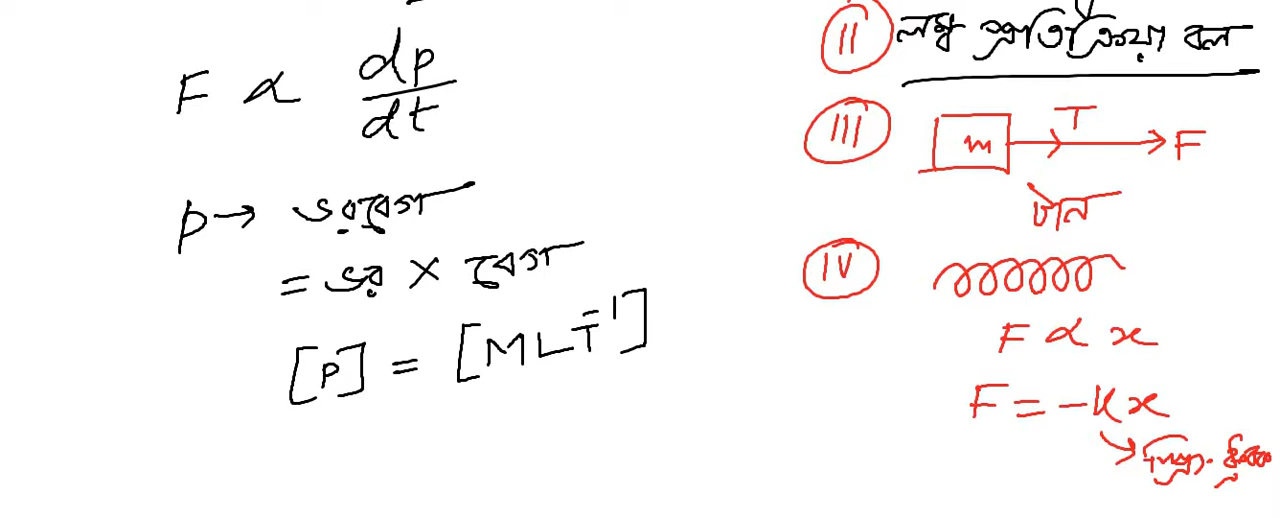 F ∝ dp/dt
p → ভরবেগ
= ভর × বেগ
[P] = [MLT⁻¹]
II লম্ব প্রতিক্রিয়া বল
III m T F
টান
IV
F ∝ x
F = -kx
স্প্রিং ধ্রুবক